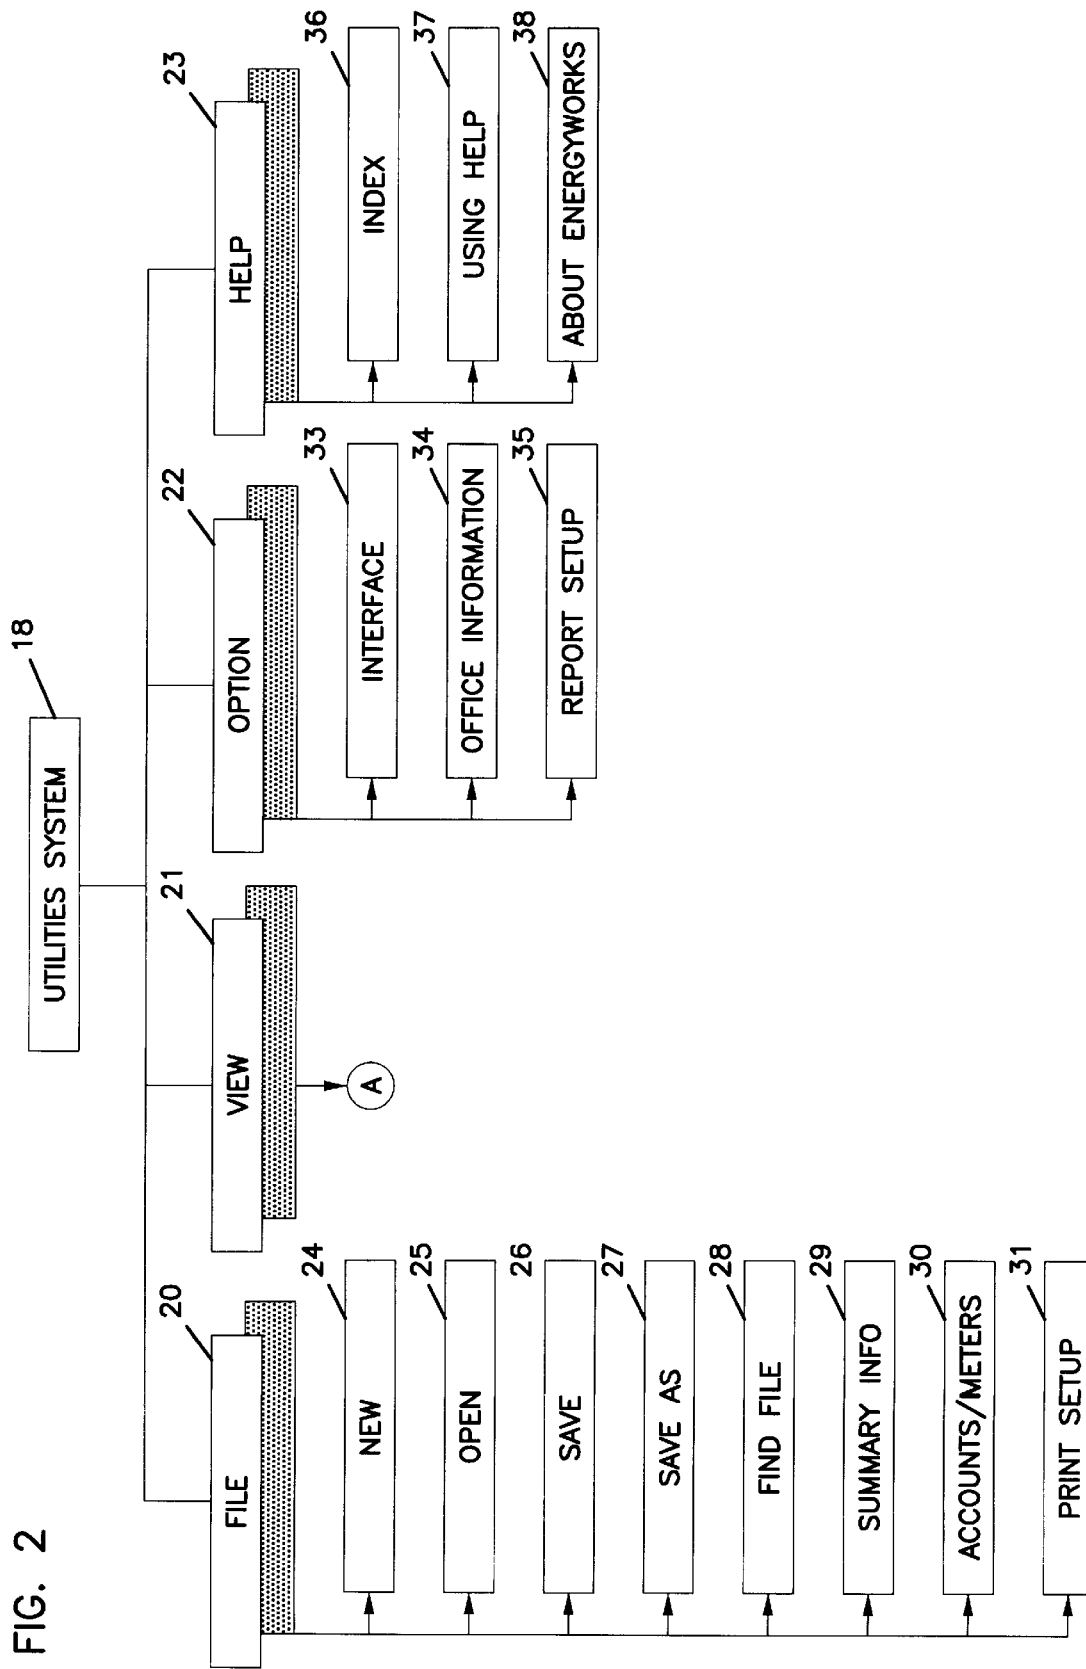 FIG. 2
UTILITIES SYSTEM
18
FILE
20
VIEW
21
OPTION
22
HELP
23
NEW
24
OPEN
25
SAVE
26
SAVE AS
27
FIND FILE
28
SUMMARY INFO
29
ACCOUNTS/METERS
30
PRINT SETUP
31
A
INTERFACE
33
OFFICE INFORMATION
34
REPORT SETUP
35
INDEX
36
USING HELP
37
ABOUT ENERGYWORKS
38